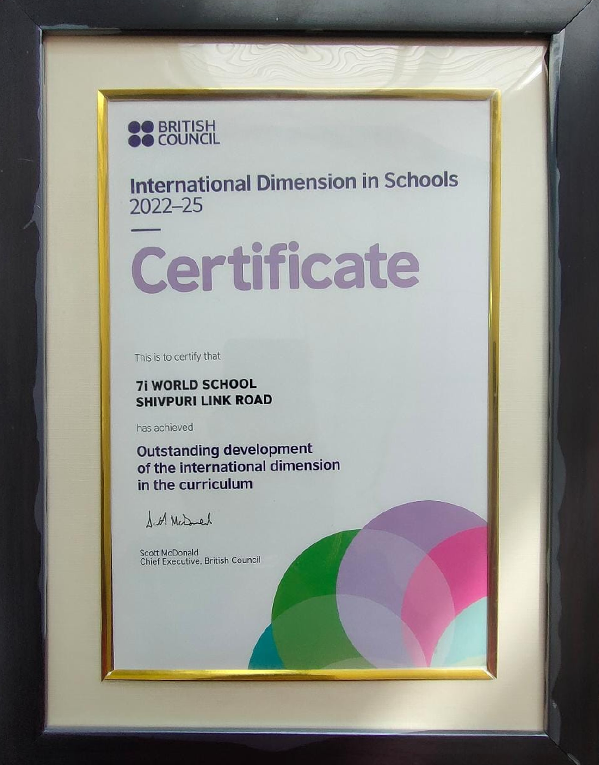 BRITISH
COUNCIL
International Dimension in Schools
2022–25
Certificate
This is to certify that
7i WORLD SCHOOL
SHIVPURI LINK ROAD
has achieved
Outstanding development
of the international dimension
in the curriculum
Scott McDonald
Chief Executive, British Council